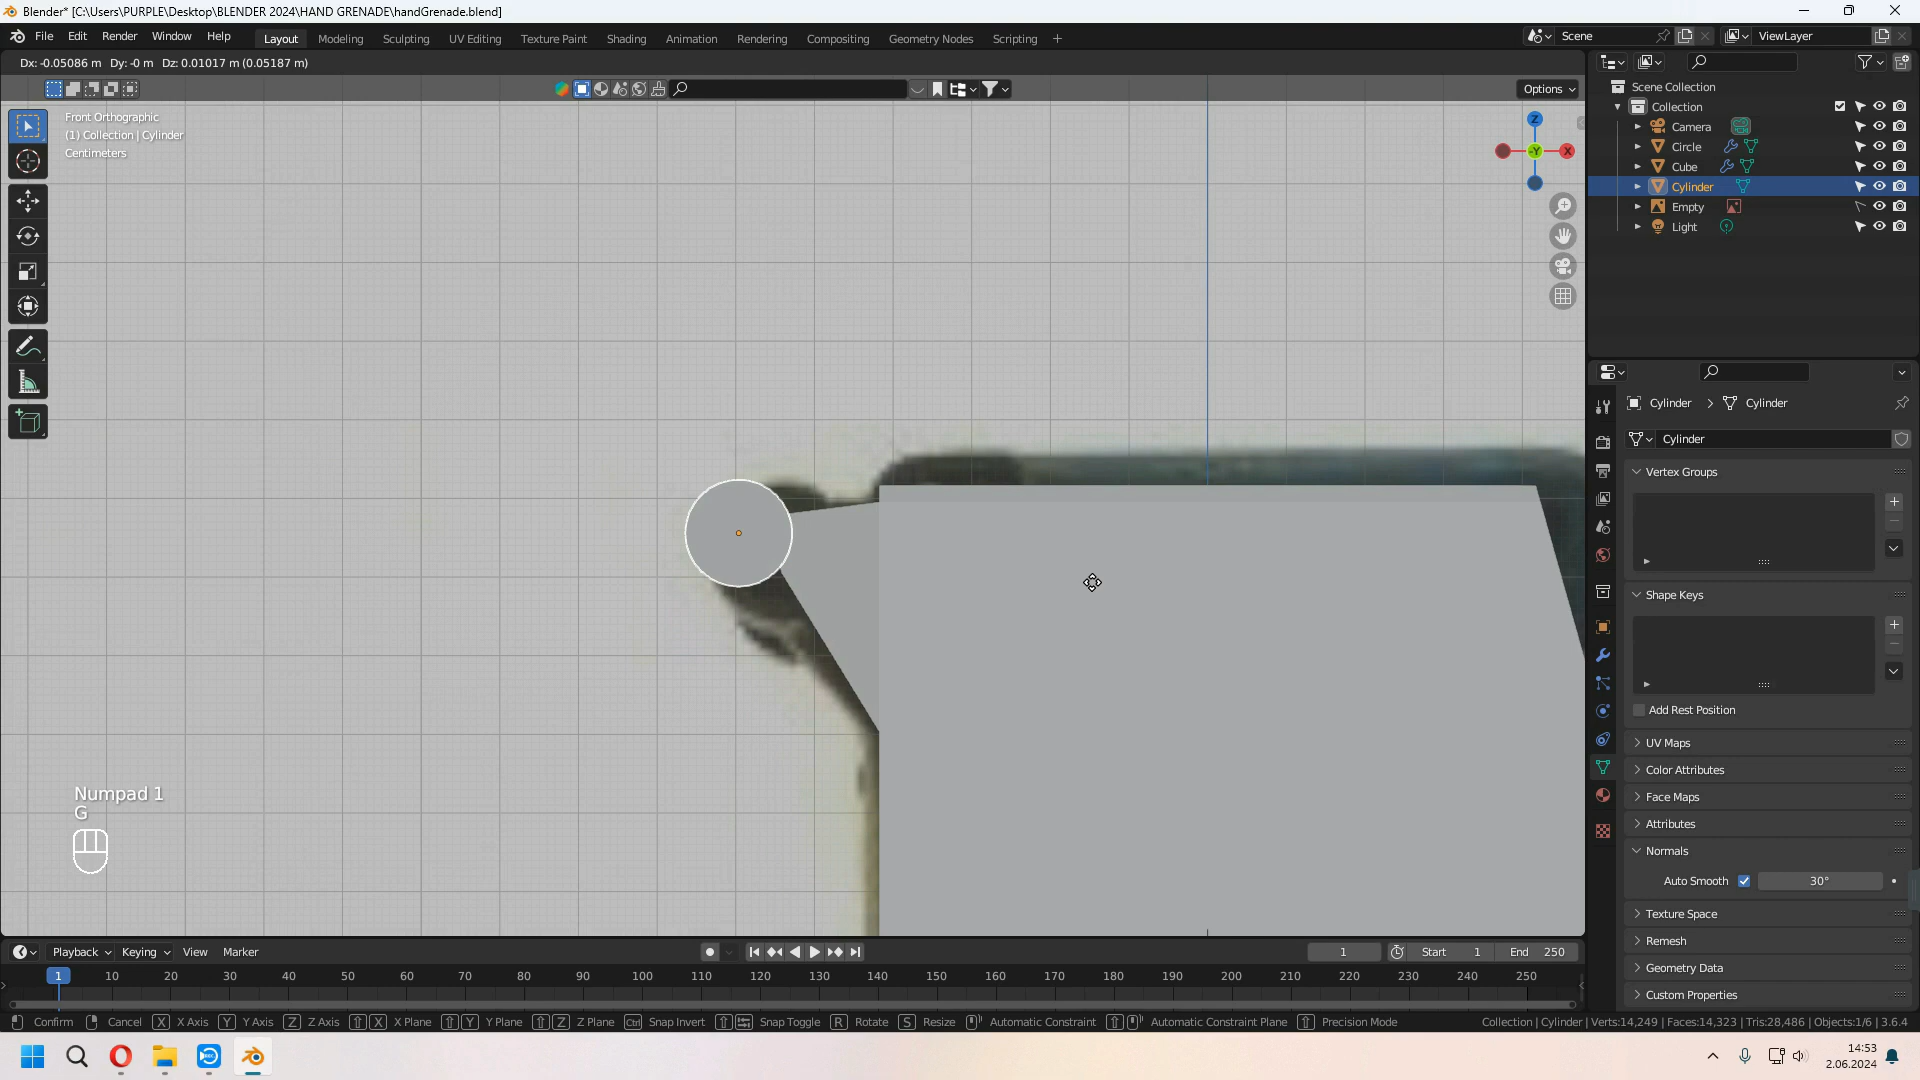 Blender* [C:\Users\PURPLE\Desktop\BLENDER 2024\HAND GRENADE\handGrenade.blend]
File Edit Render Window Help Layout Modeling Sculpting UV Editing Texture Paint Shading Animation Rendering Compositing Geometry Nodes Scripting + Scene ViewLayer
Dx: -0.05086 m Dy: -0 m Dz: 0.01017 m (0.05187 m)
Options
Front Orthographic
(1) Collection | Cylinder
Centimeters
Z
-Y
X
Numpad 1
G
Scene Collection
Collection
Camera
Circle
Cube
Cylinder
Empty
Light
Cylinder > Cylinder
Cylinder
Vertex Groups
Shape Keys
Add Rest Position
UV Maps
Color Attributes
Face Maps
Attributes
Normals
Auto Smooth 30°
Texture Space
Remesh
Geometry Data
Custom Properties
Playback Keying View Marker 1 Start 1 End 250
1 10 20 30 40 50 60 70 80 90 100 110 120 130 140 150 160 170 180 190 200 210 220 230 240 250
Confirm Cancel X X Axis Y Y Axis Z Z Axis X X Plane Y Y Plane Z Z Plane Ctrl Snap Invert Snap Toggle R Rotate S Resize Automatic Constraint Automatic Constraint Plane Precision Mode Collection | Cylinder | Verts:14,249 | Faces:14,323 | Tris:28,486 | Objects:1/6 | 3.6.4
14:53
2.06.2024